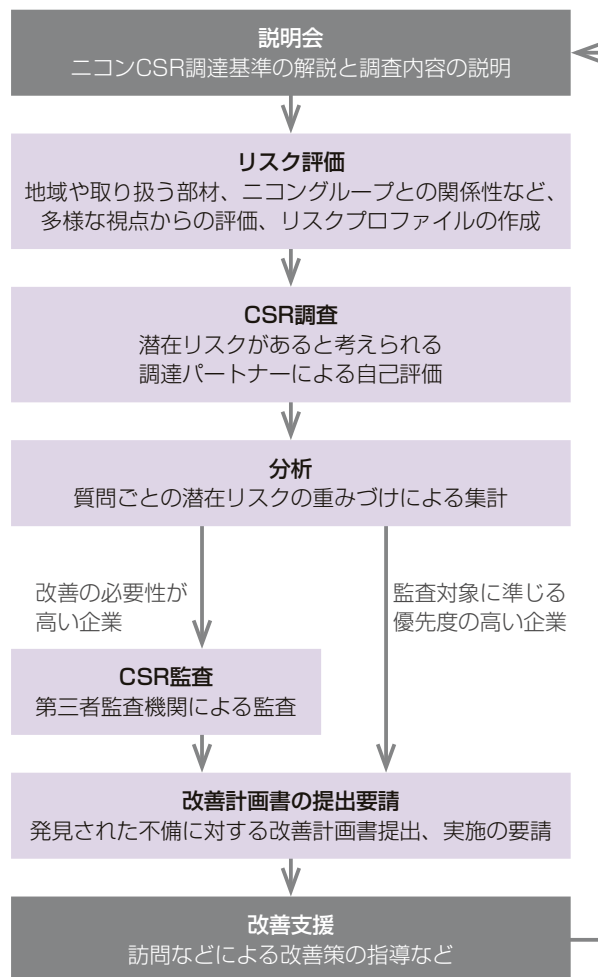 説明会
ニコンCSR調達基準の解説と調査内容の説明
リスク評価
地域や取り扱う部材、ニコングループとの関係性など、
多様な視点からの評価、リスクプロファイルの作成
CSR調査
潜在リスクがあると考えられる
調達パートナーによる自己評価
分析
質問ごとの潜在リスクの重みづけによる集計
改善の必要性が
高い企業
監査対象に準じる
優先度の高い企業
CSR監査
第三者監査機関による監査
改善計画書の提出要請
発見された不備に対する改善計画書提出、実施の要請
改善支援
訪問などによる改善策の指導など